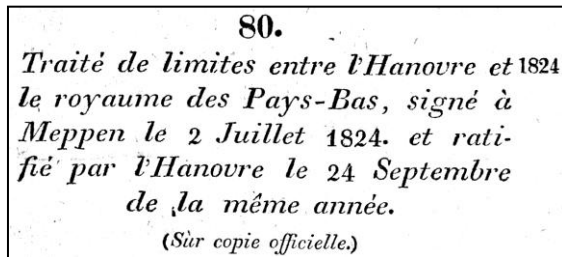 80.
Traité de limites entre l'Hanovre et 1824
le royaume des Pays-Bas, signé à
Meppen le 2 Juillet 1824. et rati-
fié par l'Hanovre le 24 Septembre
de la même année.
(Sùr copie officielle.)